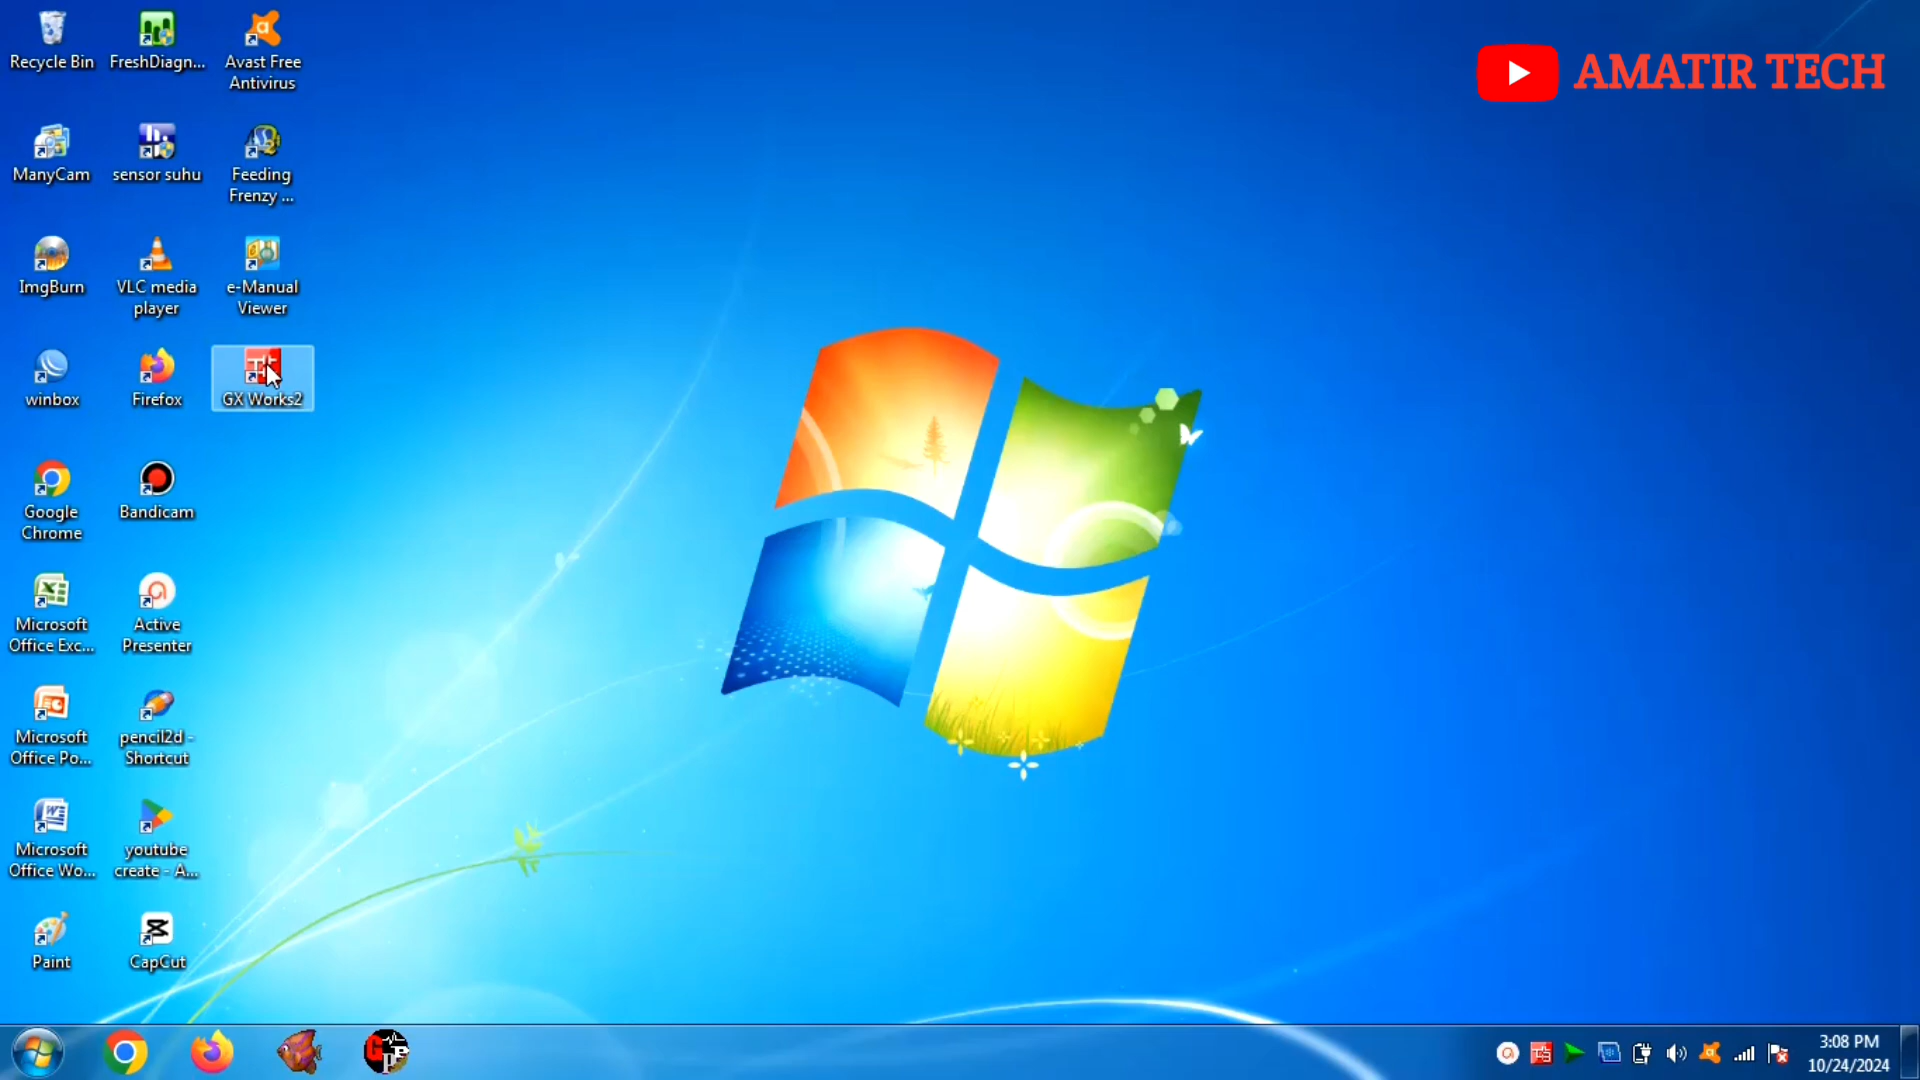 Recycle Bin
FreshDiagn...
Avast Free
Antivirus
AMATIR TECH
ManyCam
sensor suhu
Feeding
Frenzy ...
ImgBurn
VLC media
player
e-Manual
Viewer
winbox
Firefox
GX Works2
Google
Chrome
Bandicam
Microsoft
Office Exc...
Active
Presenter
Microsoft
Office Po...
pencil2d -
Shortcut
Microsoft
Office Wo...
youtube
create - A...
Paint
CapCut
3:08 PM
10/24/2024